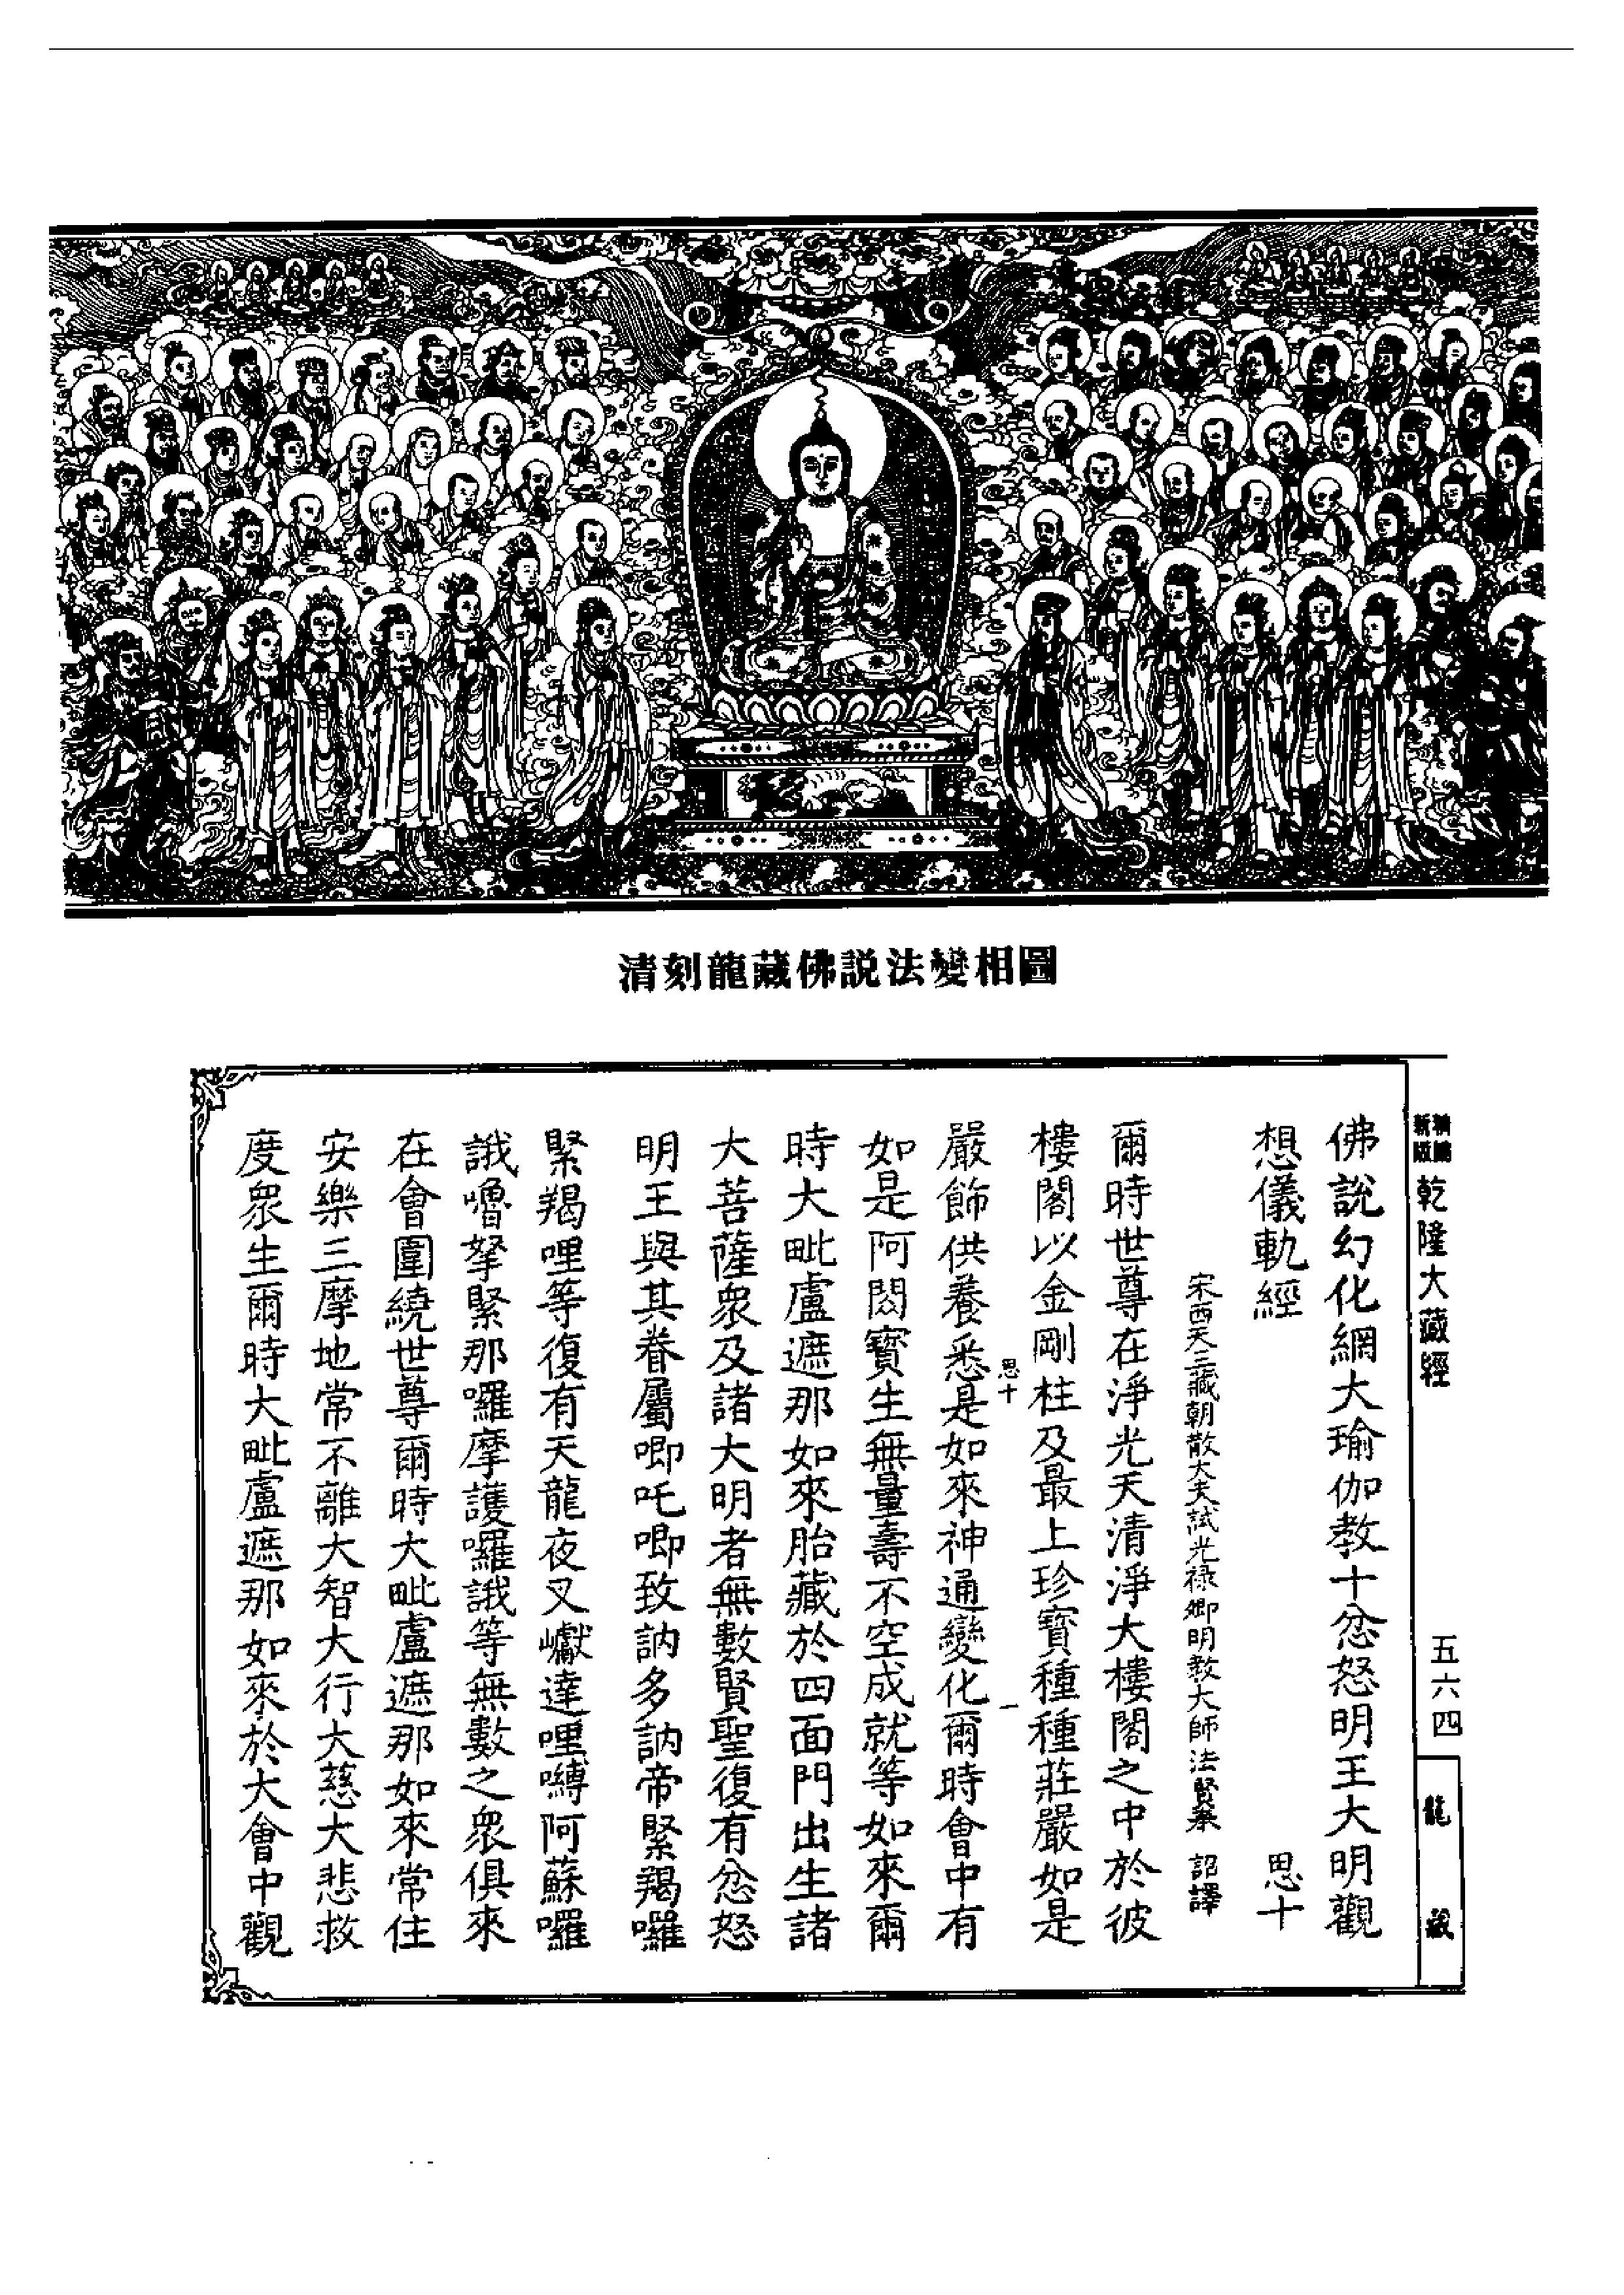 清刻龍藏佛説法變相圖
乾隆大藏經
五六四
龍藏
佛説幻化網大瑜伽教十忿怒明王大明觀
想儀軌經 思十
宋西天三藏朝散大夫試光祿卿明教大師法賢奉 詔譯
爾時世尊在淨光天清淨大樓閣之中於彼
樓閣以金剛柱及最上珍寶種種莊嚴如是
思十 一
嚴飾供養悉是如來神通變化爾時會中有
如是阿閦寶生無量壽不空成就等如來爾
時大毗盧遮那如來胎藏於四面門出生諸
大菩薩衆及諸大明者無數賢聖復有忿怒
明王與其眷屬唧吒唧致訥多訥帝緊羯囉
緊羯哩等復有天龍夜叉巘達哩嚩阿蘇囉
誐嚕拏緊那囉摩護囉誐等無數之衆俱來
在會圍繞世尊爾時大毗盧遮那如來常住
安樂三摩地常不離大智大行大慈大悲救
度衆生爾時大毗盧遮那如來於大會中觀